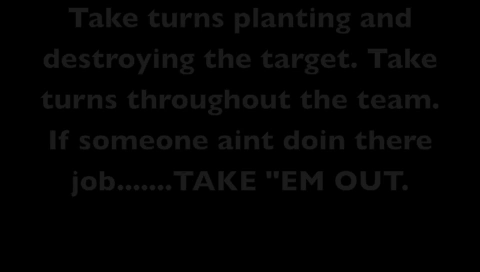 Take turns planting and
destroying the target. Take
turns throughout the team.
If someone aint doin there
job.......TAKE "EM OUT.